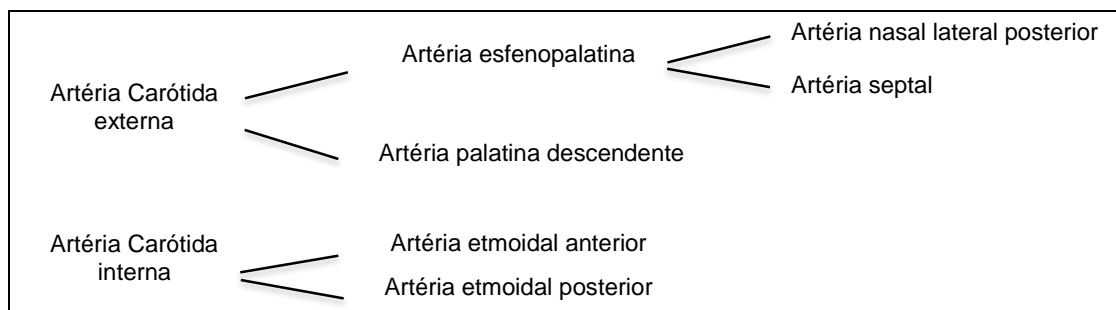 Artéria nasal lateral posterior
Artéria esfenopalatina
Artéria septal
Artéria Carótida
externa
Artéria palatina descendente
Artéria Carótida
interna
Artéria etmoidal anterior
Artéria etmoidal posterior